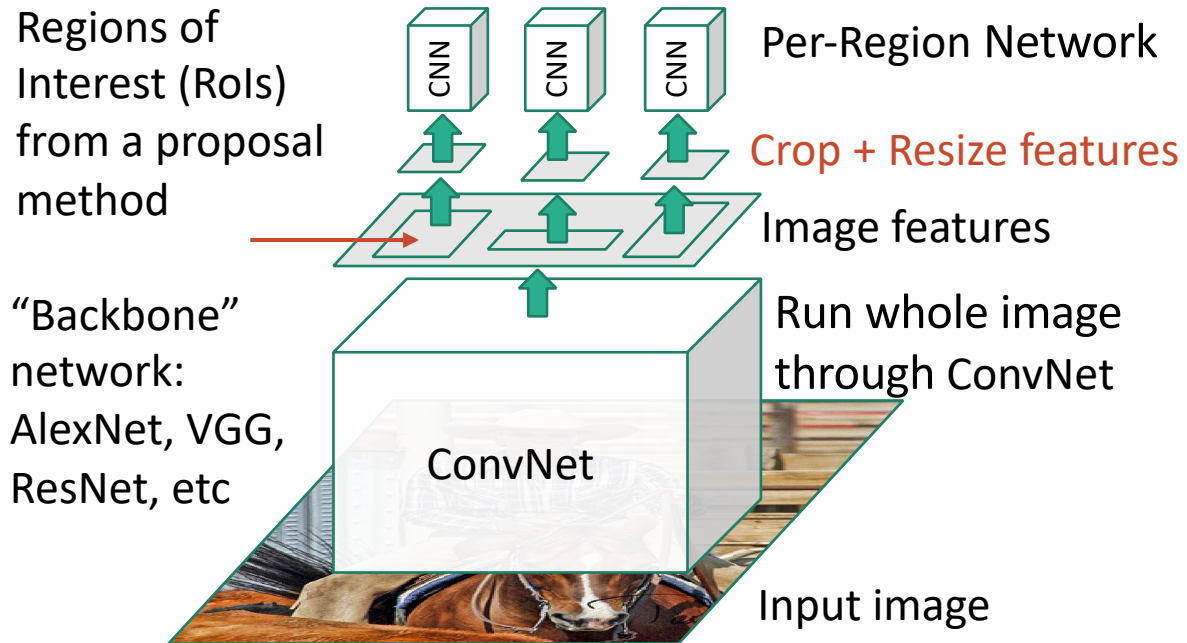 Regions of
Interest (RoIs)
from a proposal
method
CNN
CNN
CNN
Per-Region Network
Crop + Resize features
Image features
“Backbone”
network:
AlexNet, VGG,
ResNet, etc
Run whole image
through ConvNet
ConvNet
Input image